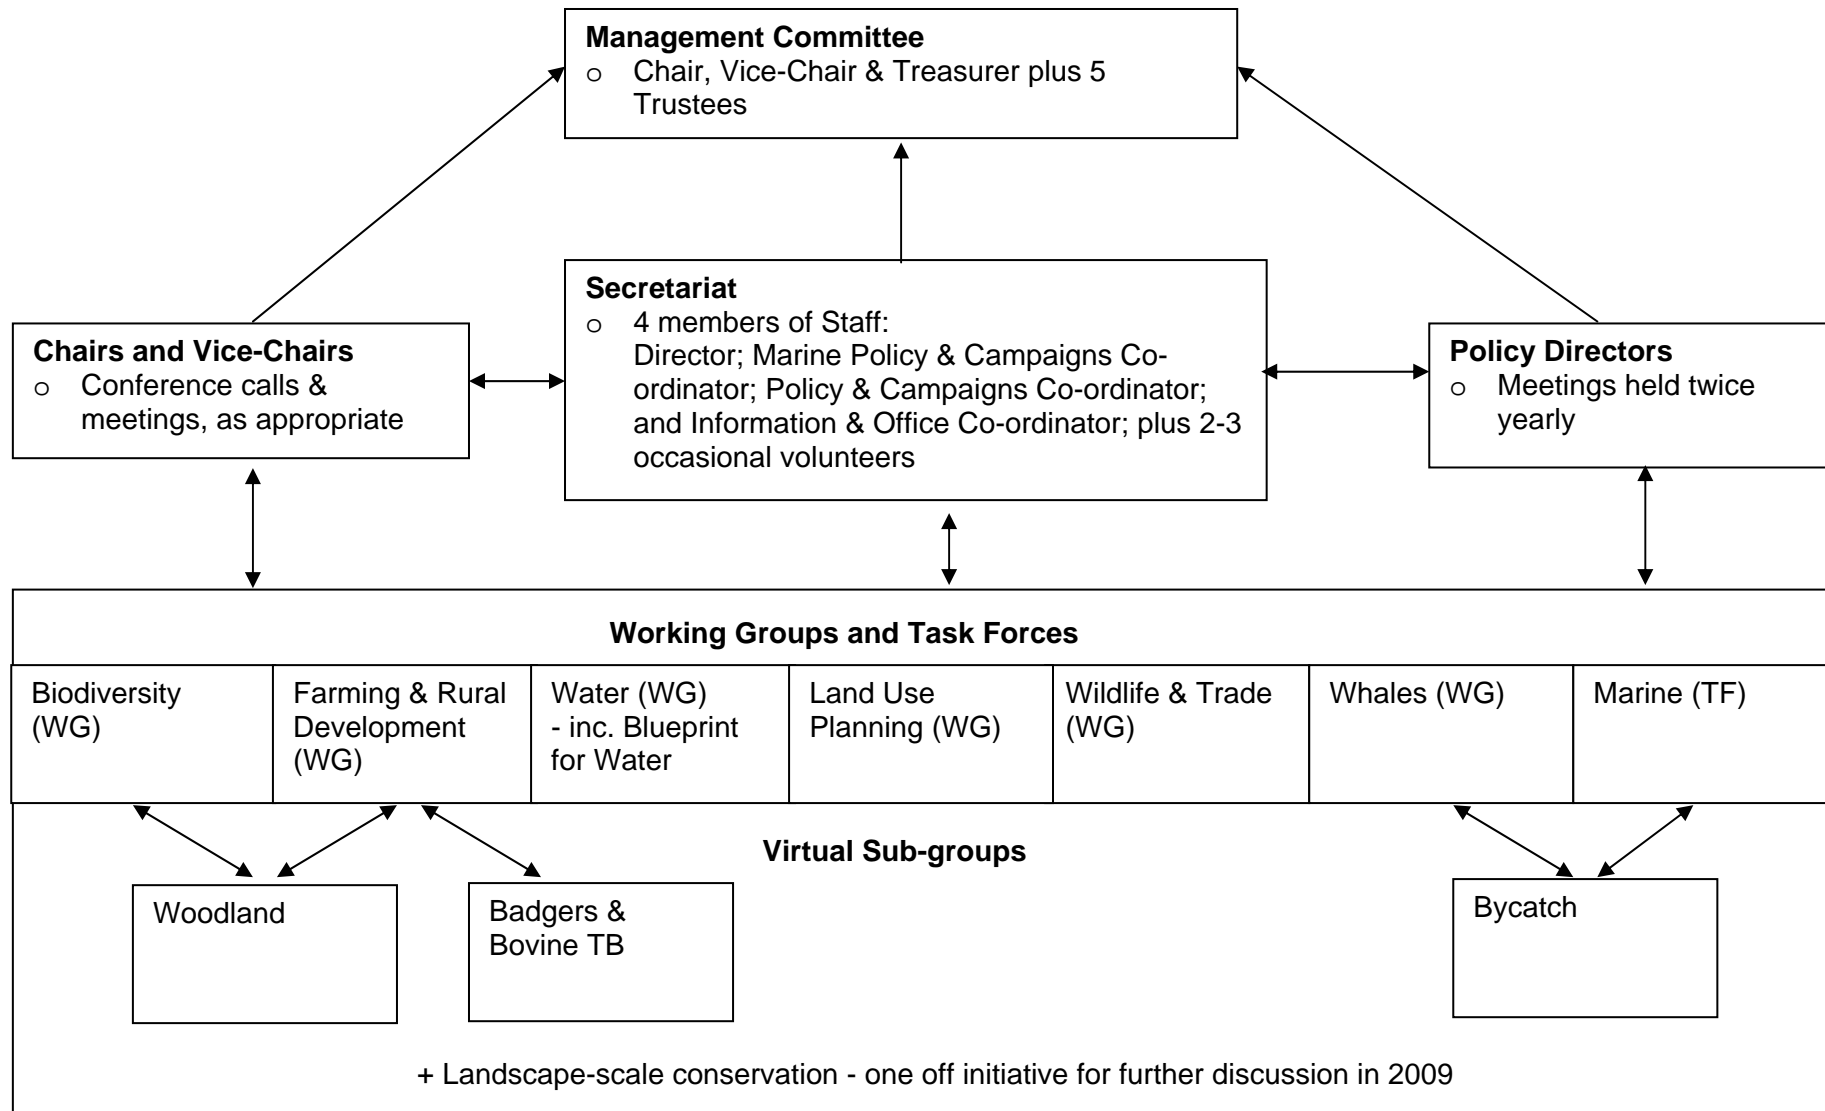 Management Committee
o Chair, Vice-Chair & Treasurer plus 5
Trustees
Secretariat
o 4 members of Staff:
Director; Marine Policy & Campaigns Co-
ordinator; Policy & Campaigns Co-ordinator;
and Information & Office Co-ordinator; plus 2-3
occasional volunteers
Chairs and Vice-Chairs
o Conference calls &
meetings, as appropriate
Policy Directors
o Meetings held twice
yearly
Working Groups and Task Forces
Biodiversity
(WG)
Farming & Rural
Development
(WG)
Water (WG)
- inc. Blueprint
for Water
Land Use
Planning (WG)
Wildlife & Trade
(WG)
Whales (WG)
Marine (TF)
Virtual Sub-groups
Woodland
Badgers &
Bovine TB
Bycatch
+ Landscape-scale conservation - one off initiative for further discussion in 2009